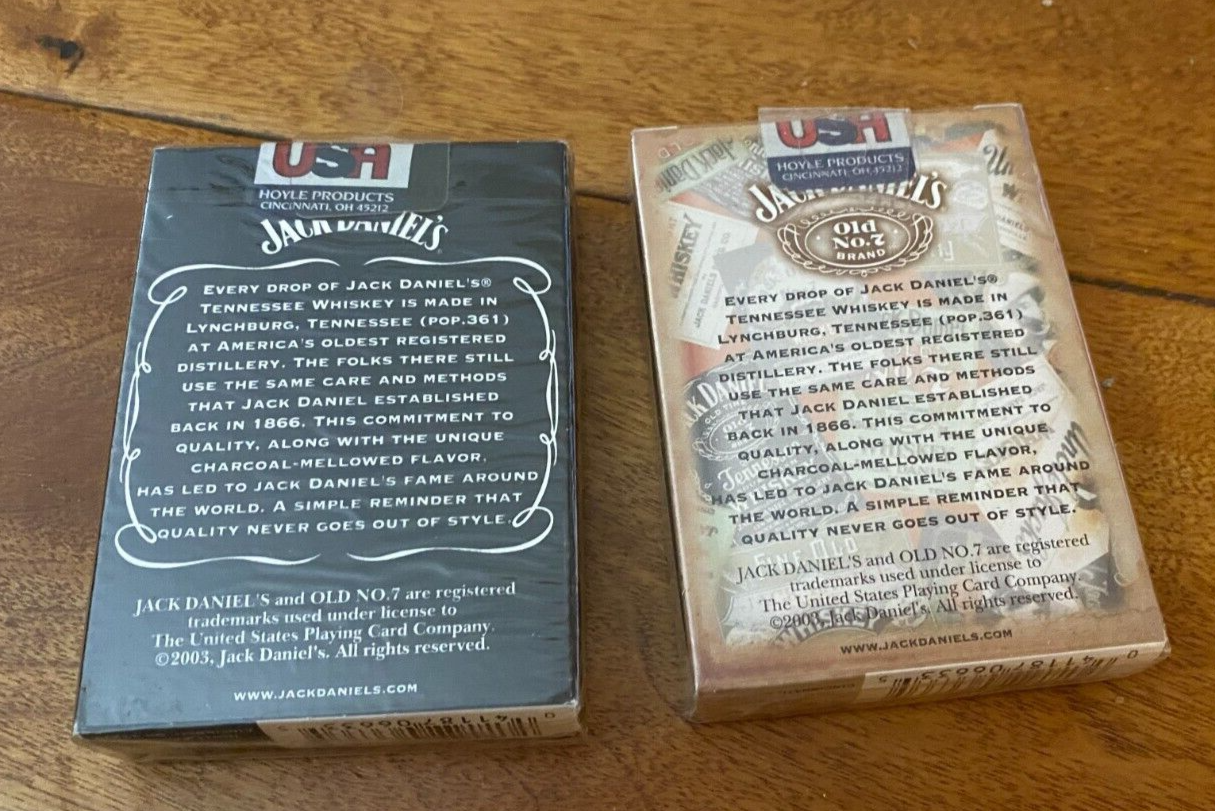 USA
HOYLE PRODUCTS
CINCINNATI, OH 45212
JACK DANIEL'S
EVERY DROP OF JACK DANIEL'S®
TENNESSEE WHISKEY IS MADE IN
LYNCHBURG, TENNESSEE (POP.361)
AT AMERICA'S OLDEST REGISTERED
DISTILLERY. THE FOLKS THERE STILL
USE THE SAME CARE AND METHODS
THAT JACK DANIEL ESTABLISHED
BACK IN 1866. THIS COMMITMENT TO
QUALITY, ALONG WITH THE UNIQUE
CHARCOAL-MELLOWED FLAVOR,
HAS LED TO JACK DANIEL'S FAME AROUND
THE WORLD. A SIMPLE REMINDER THAT
QUALITY NEVER GOES OUT OF STYLE.
JACK DANIEL'S and OLD NO.7 are registered
trademarks used under license to
The United States Playing Card Company.
©2003, Jack Daniel's. All rights reserved.
WWW.JACKDANIELS.COM
USA
HOYLE PRODUCTS
CINCINNATI, OH 45212
JACK DANIEL'S
Old
No.7
BRAND
WHISKEY
JACK DANIEL'S
EVERY DROP OF JACK DANIEL'S®
TENNESSEE WHISKEY IS MADE IN
LYNCHBURG, TENNESSEE (POP.361)
AT AMERICA'S OLDEST REGISTERED
DISTILLERY. THE FOLKS THERE STILL
USE THE SAME CARE AND METHODS
THAT JACK DANIEL ESTABLISHED
BACK IN 1866. THIS COMMITMENT TO
QUALITY, ALONG WITH THE UNIQUE
CHARCOAL-MELLOWED FLAVOR,
HAS LED TO JACK DANIEL'S FAME AROUND
THE WORLD. A SIMPLE REMINDER THAT
QUALITY NEVER GOES OUT OF STYLE.
JACK DANIEL'S and OLD NO.7 are registered
trademarks used under license to
The United States Playing Card Company.
©2003, Jack Daniel's. All rights reserved.
WWW.JACKDANIELS.COM